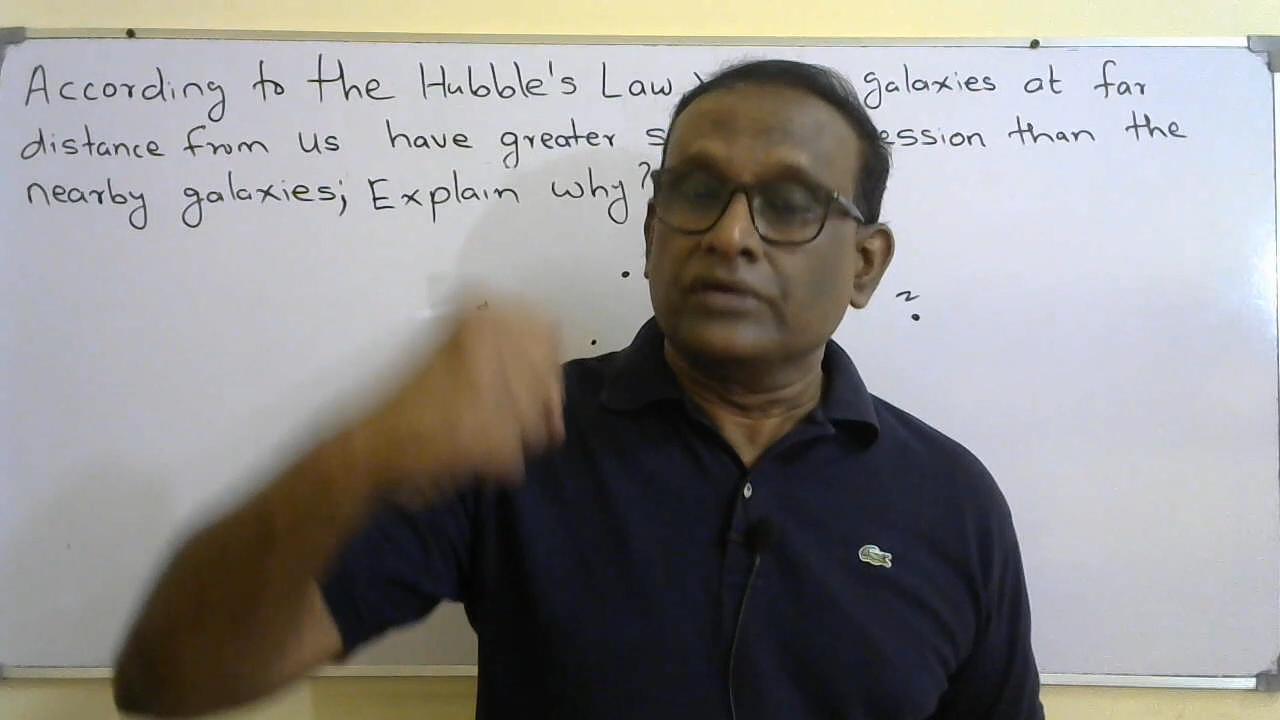 According to the Hubble's Law galaxies at far
distance from us have greater than the
nearby galaxies; Explain why?
?